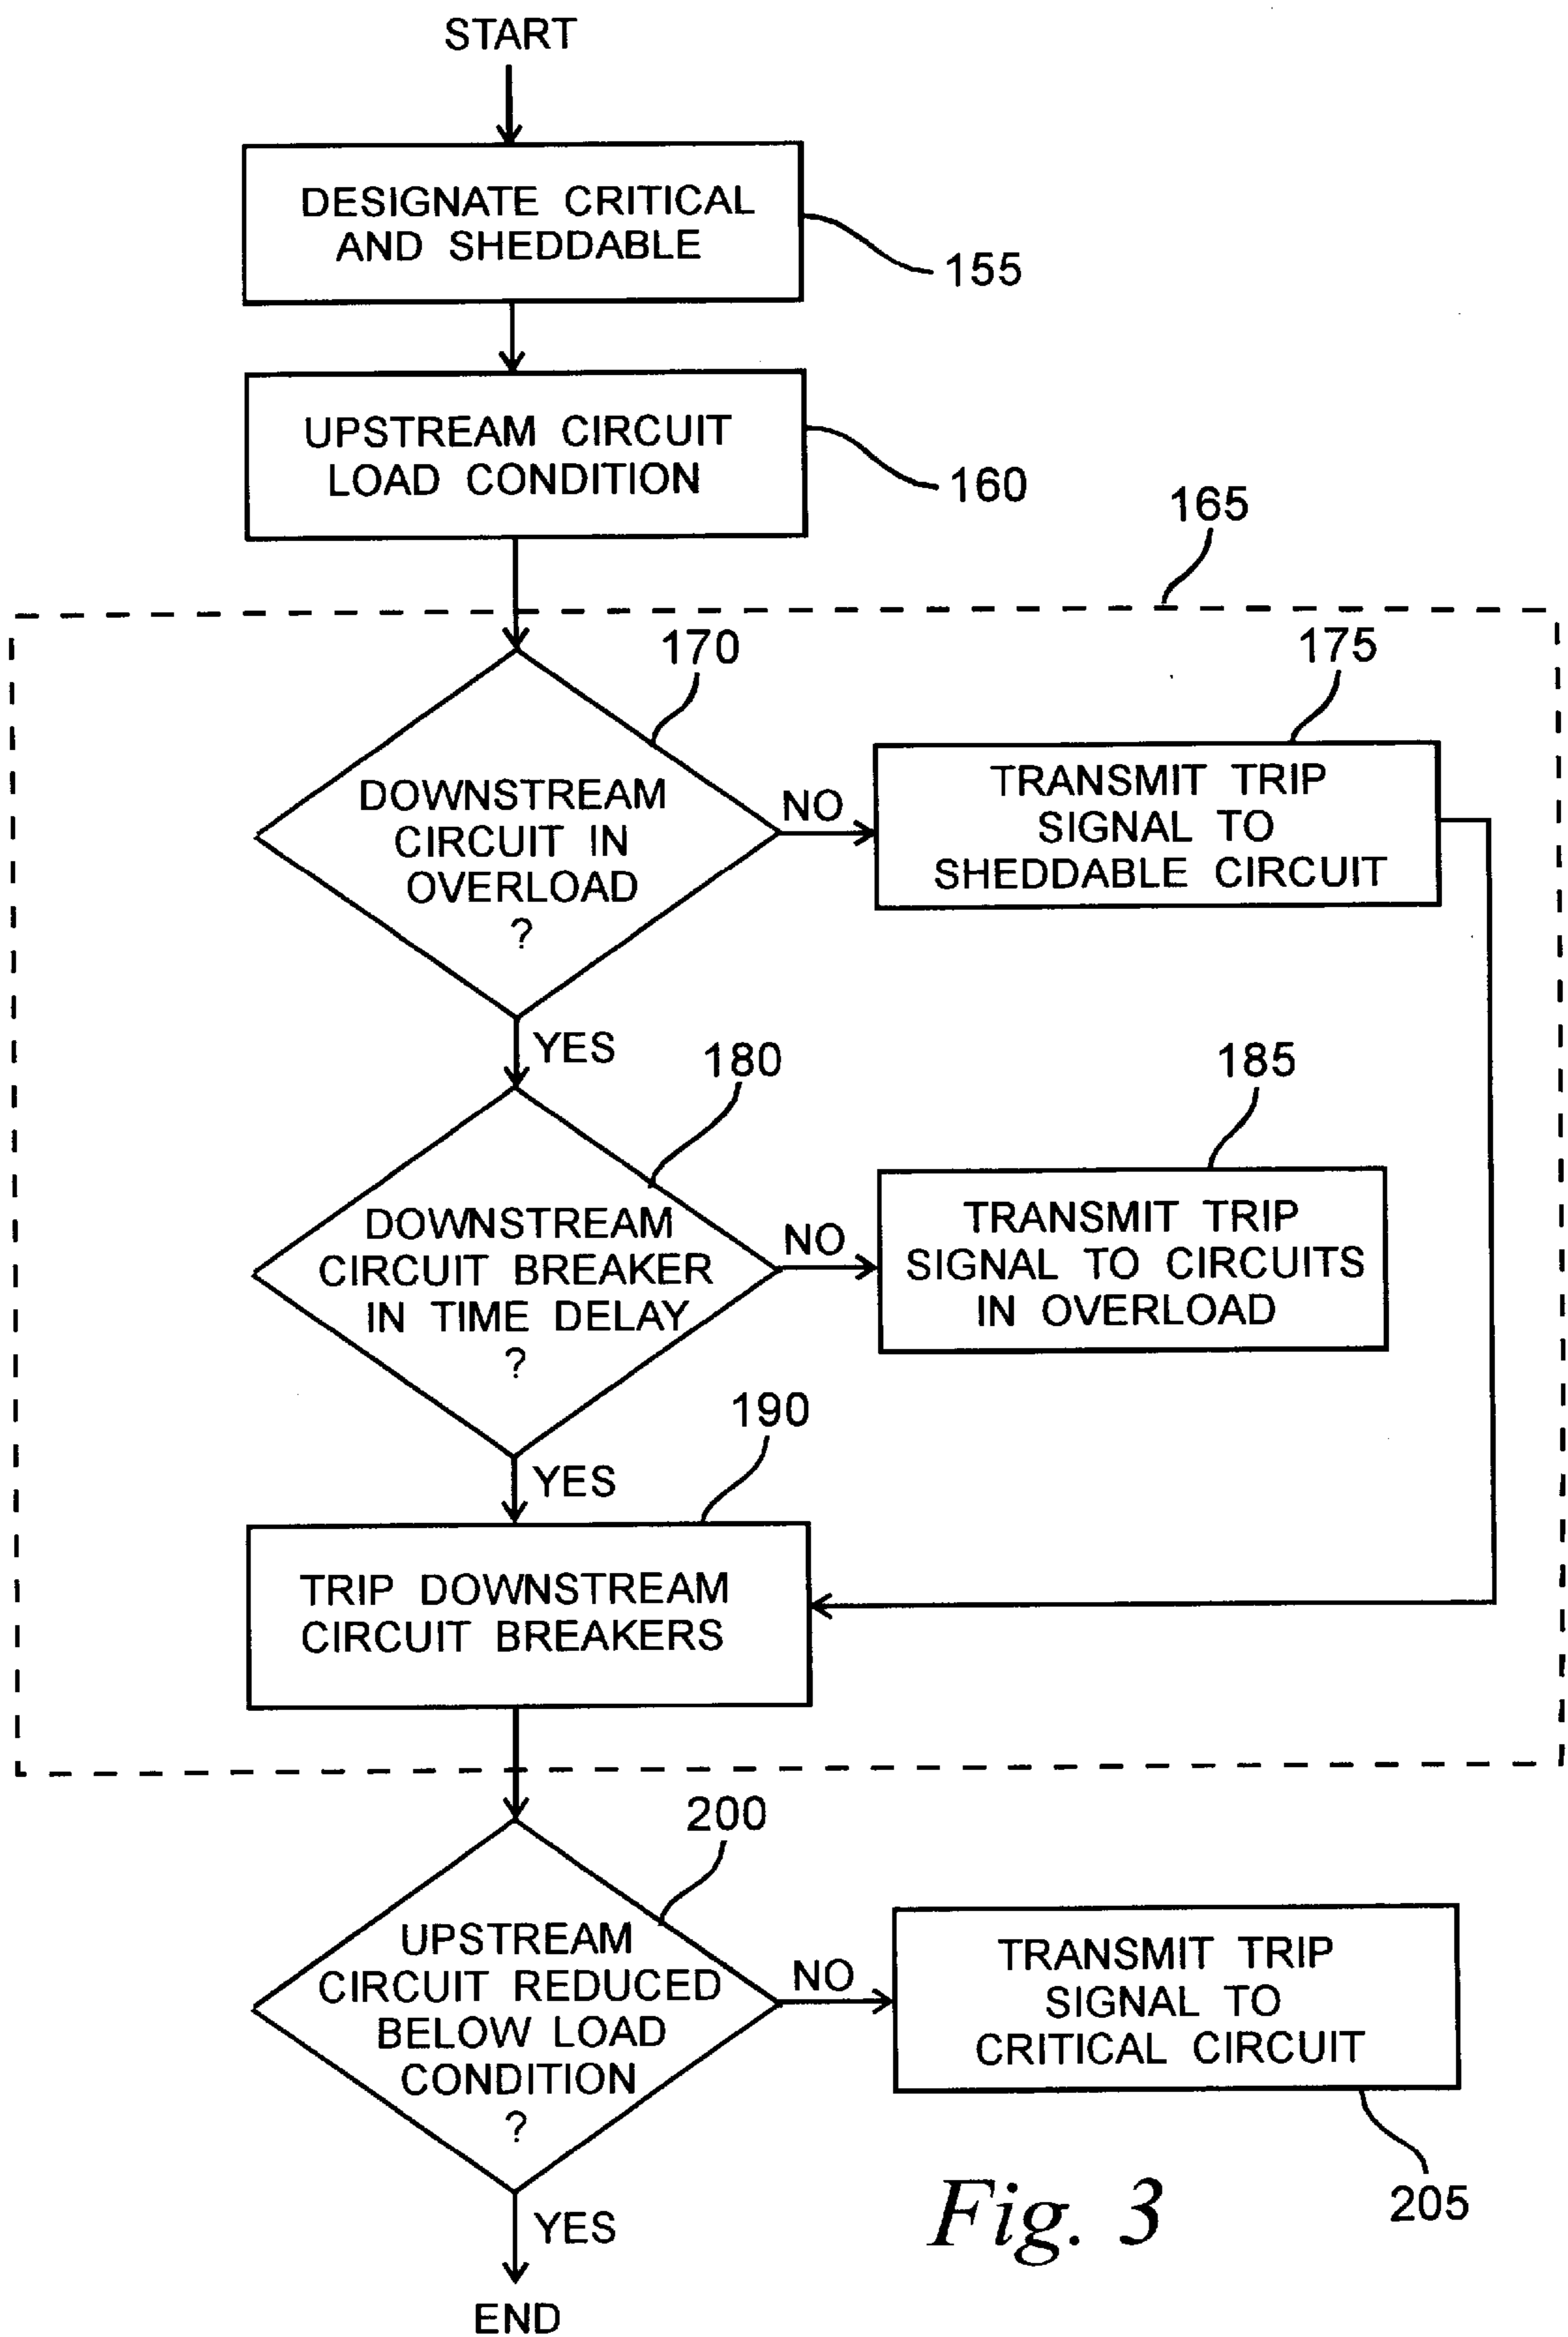 START
DESIGNATE CRITICAL
AND SHEDDABLE
155
UPSTREAM CIRCUIT
LOAD CONDITION
160
165
170
175
DOWNSTREAM
CIRCUIT IN
OVERLOAD
?
NO
TRANSMIT TRIP
SIGNAL TO
SHEDDABLE CIRCUIT
YES
180
185
DOWNSTREAM
CIRCUIT BREAKER
IN TIME DELAY
?
NO
TRANSMIT TRIP
SIGNAL TO CIRCUITS
IN OVERLOAD
YES
190
TRIP DOWNSTREAM
CIRCUIT BREAKERS
200
UPSTREAM
CIRCUIT REDUCED
BELOW LOAD
CONDITION
?
NO
TRANSMIT TRIP
SIGNAL TO
CRITICAL CIRCUIT
205
YES
END
Fig. 3